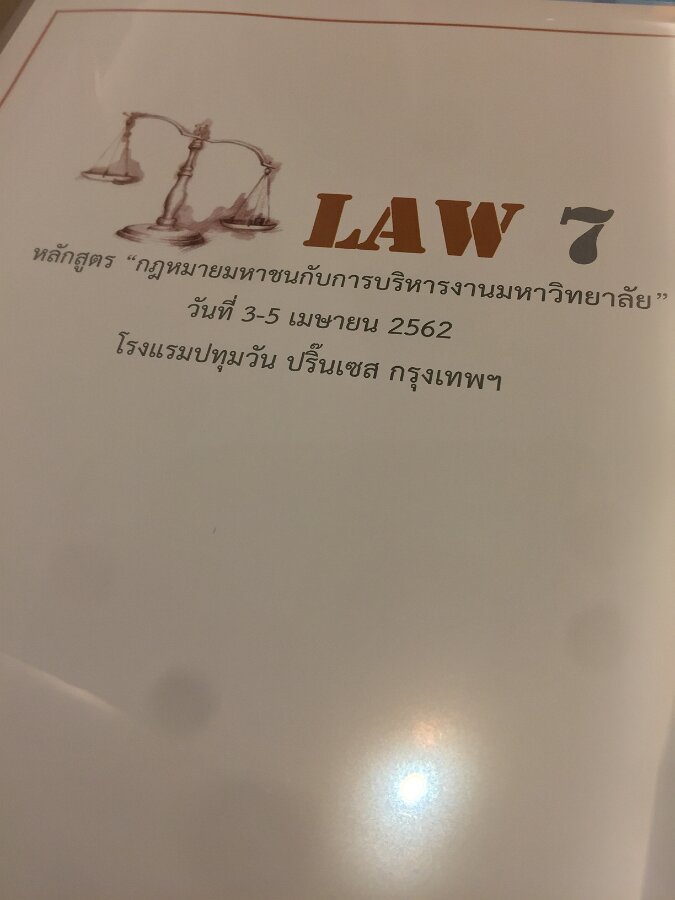 LAW 7
หลักสูตร “กฎหมายมหาชนกับการบริหารงานมหาวิทยาลัย”
วันที่ 3-5 เมษายน 2562
โรงแรมปทุมวัน ปริ๊นเซส กรุงเทพฯ